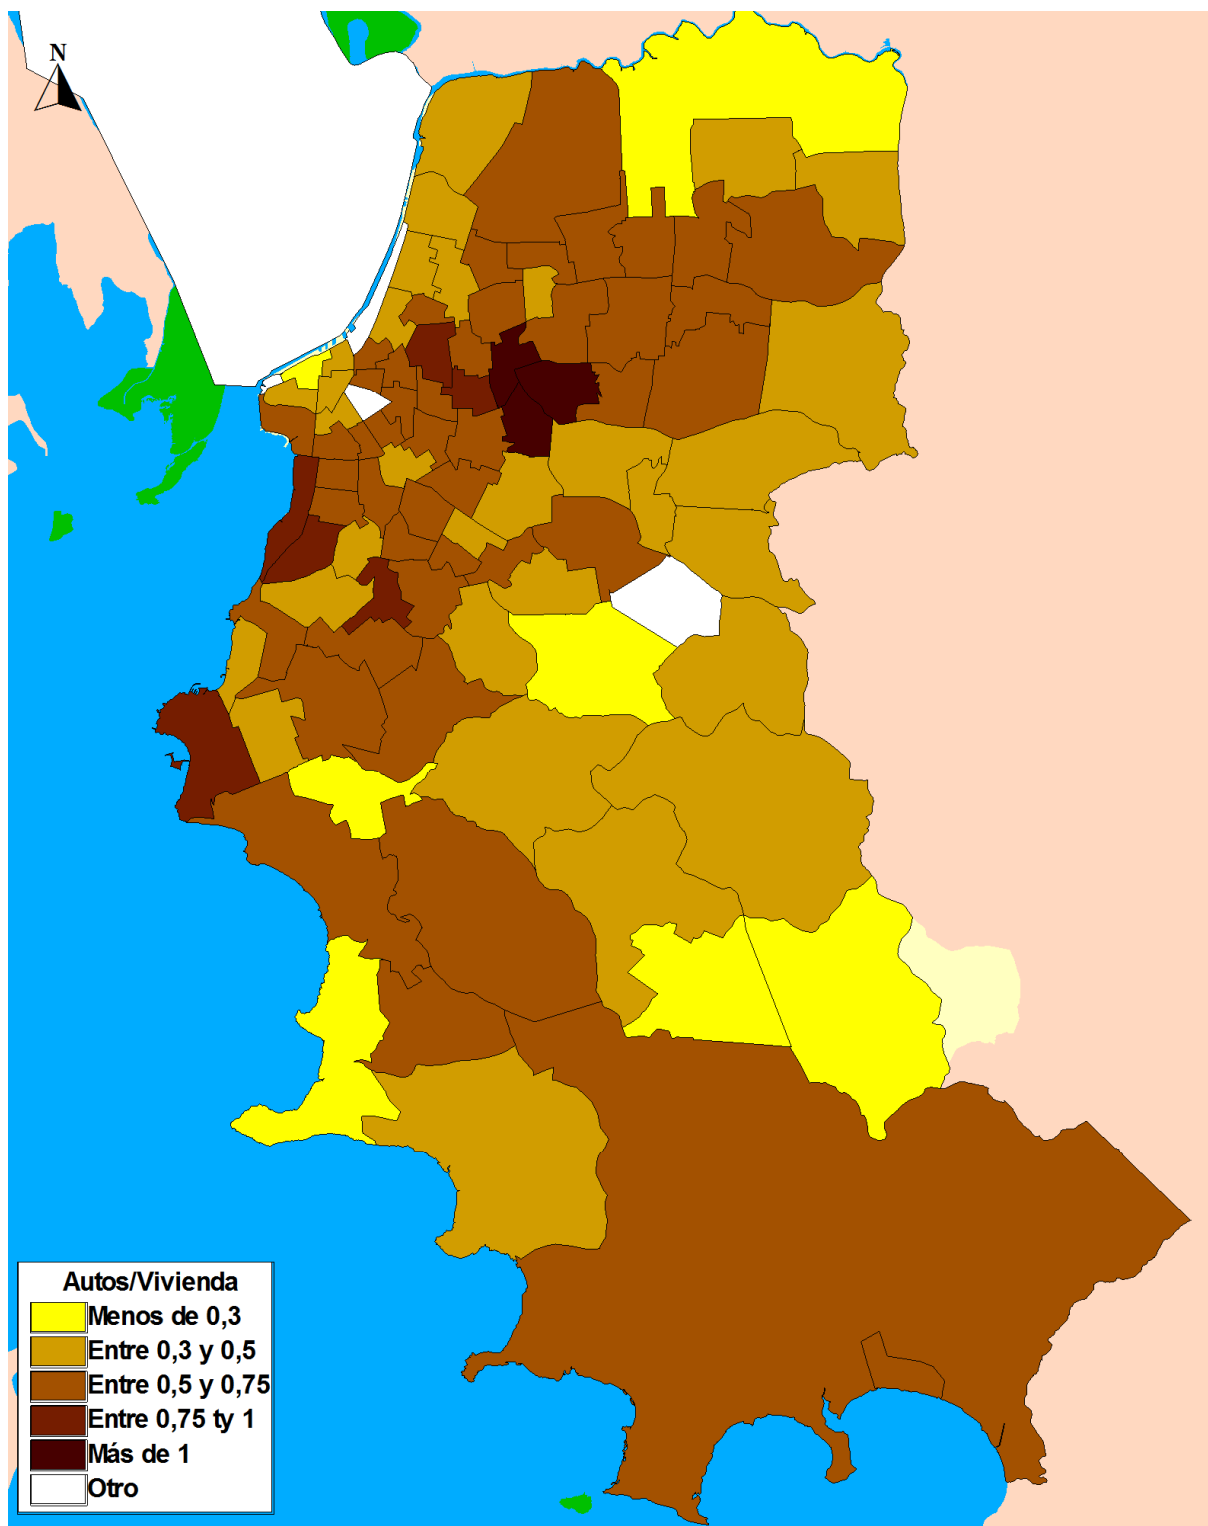 N
Autos/Vivienda
Menos de 0,3
Entre 0,3 y 0,5
Entre 0,5 y 0,75
Entre 0,75 ty 1
Más de 1
Otro